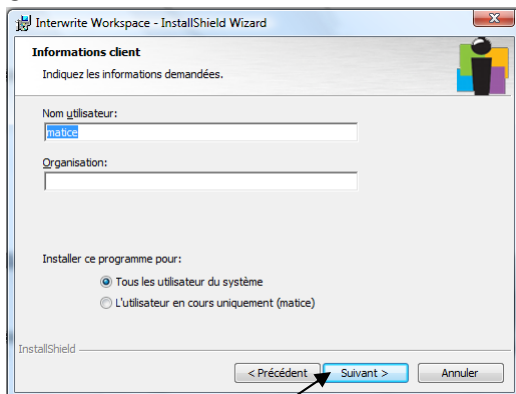 Interwrite Workspace - InstallShield Wizard
Informations client
Indiquez les informations demandées.
Nom utilisateur:
matice
Organisation:
Installer ce programme pour:
Tous les utilisateur du système
L'utilisateur en cours uniquement (matice)
InstallShield
< Précédent Suivant > Annuler